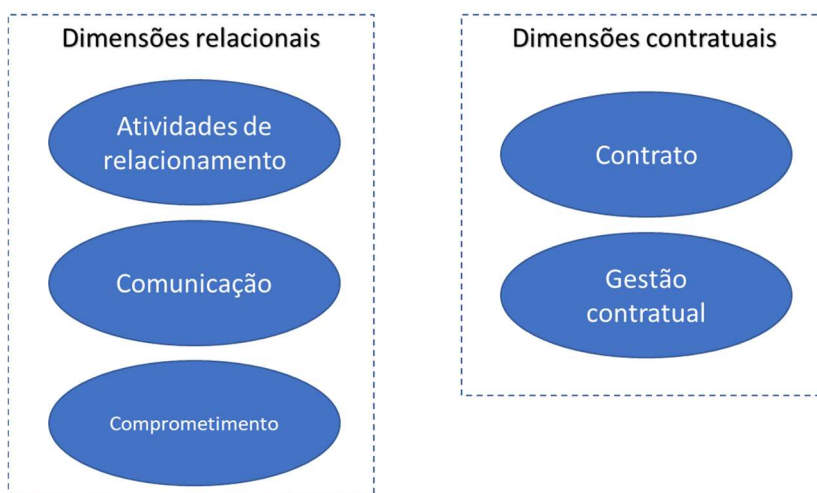 Dimensões relacionais
Atividades de
relacionamento
Comunicação
Comprometimento
Dimensões contratuais
Contrato
Gestão
contratual